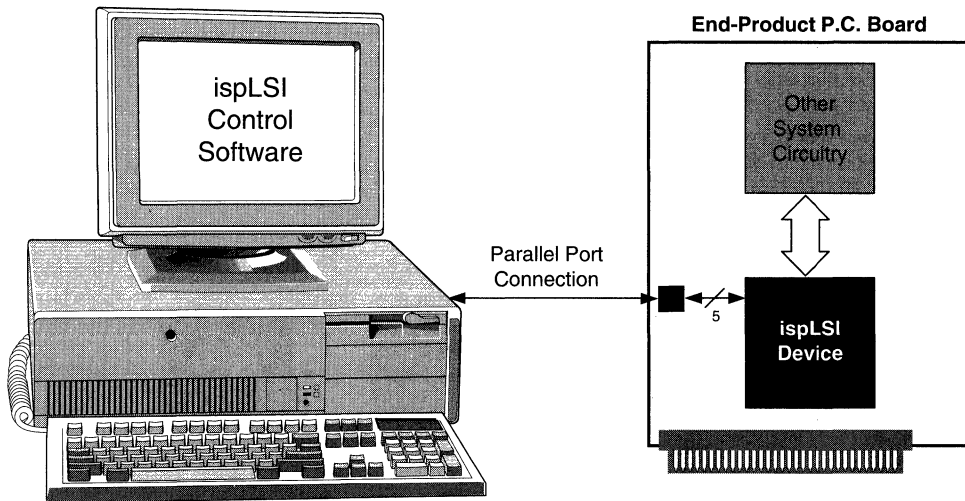 End-Product P.C. Board
ispLSI
Control
Software
Other
System
Circuitry
Parallel Port
Connection
5
ispLSI
Device